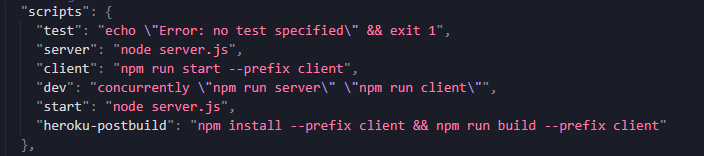 "scripts": {
"test": "echo \"Error: no test specified\" && exit 1",
"server": "node server.js",
"client": "npm run start --prefix client",
"dev": "concurrently \"npm run server\" \"npm run client\"",
"start": "node server.js",
"heroku-postbuild": "npm install --prefix client && npm run build --prefix client"
},